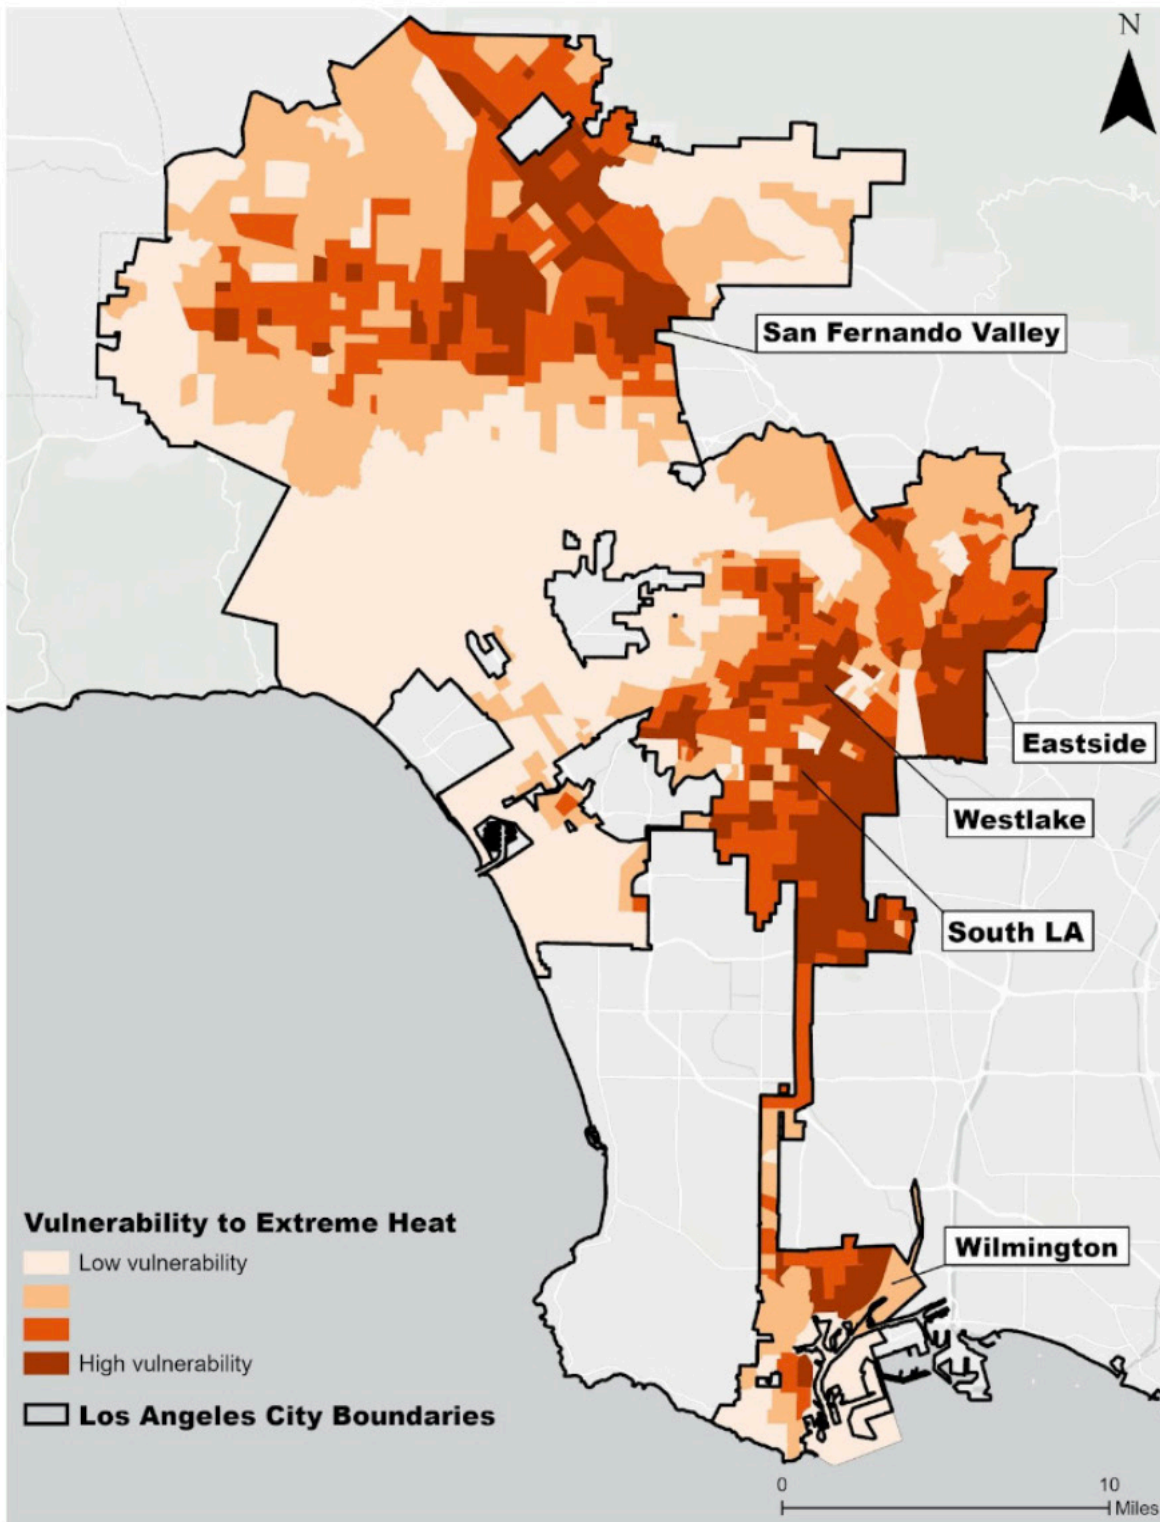 N
San Fernando Valley
Eastside
Westlake
South LA
Wilmington
Vulnerability to Extreme Heat
Low vulnerability
High vulnerability
Los Angeles City Boundaries
0 10
Miles